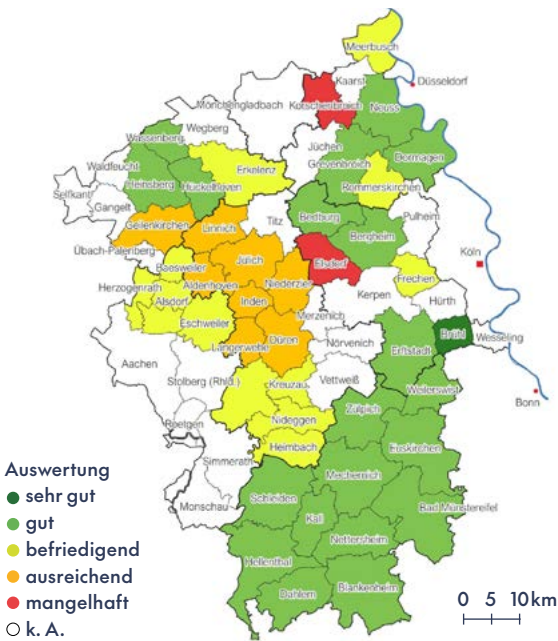 Meerbusch
Düsseldorf
Kaarst
Mönchengladbach
Korschenbroich
Neuss
Wegberg
Wassenberg
Jüchen
Dormagen
Grevenbroich
Waldfeucht
Erkelenz
Heinsberg
Hückelhoven
Rommerskirchen
Selfkant
Gangelt
Titz
Bedburg
Pulheim
Geilenkirchen
Linnich
Bergheim
Übach-Palenberg
Köln
Baesweiler
Jülich
Elsdorf
Frechen
Herzogenrath
Aldenhoven
Niederzier
Kerpen
Hürth
Alsdorf
Inden
Merzenich
Eschweiler
Brühl
Wesseling
Langerwehe
Düren
Nörvenich
Erftstadt
Aachen
Stolberg (Rhld.)
Kreuzau
Vettweiß
Weilerswist
Bonn
Zülpich
Nideggen
Roetgen
Heimbach
Euskirchen
Simmerath
Mechernich
Monschau
Schleiden
Bad Münstereifel
Kall
Nettersheim
Hellenthal
Blankenheim
Dahlem
Auswertung
sehr gut
gut
befriedigend
ausreichend
mangelhaft
k. A.
0 5 10 km